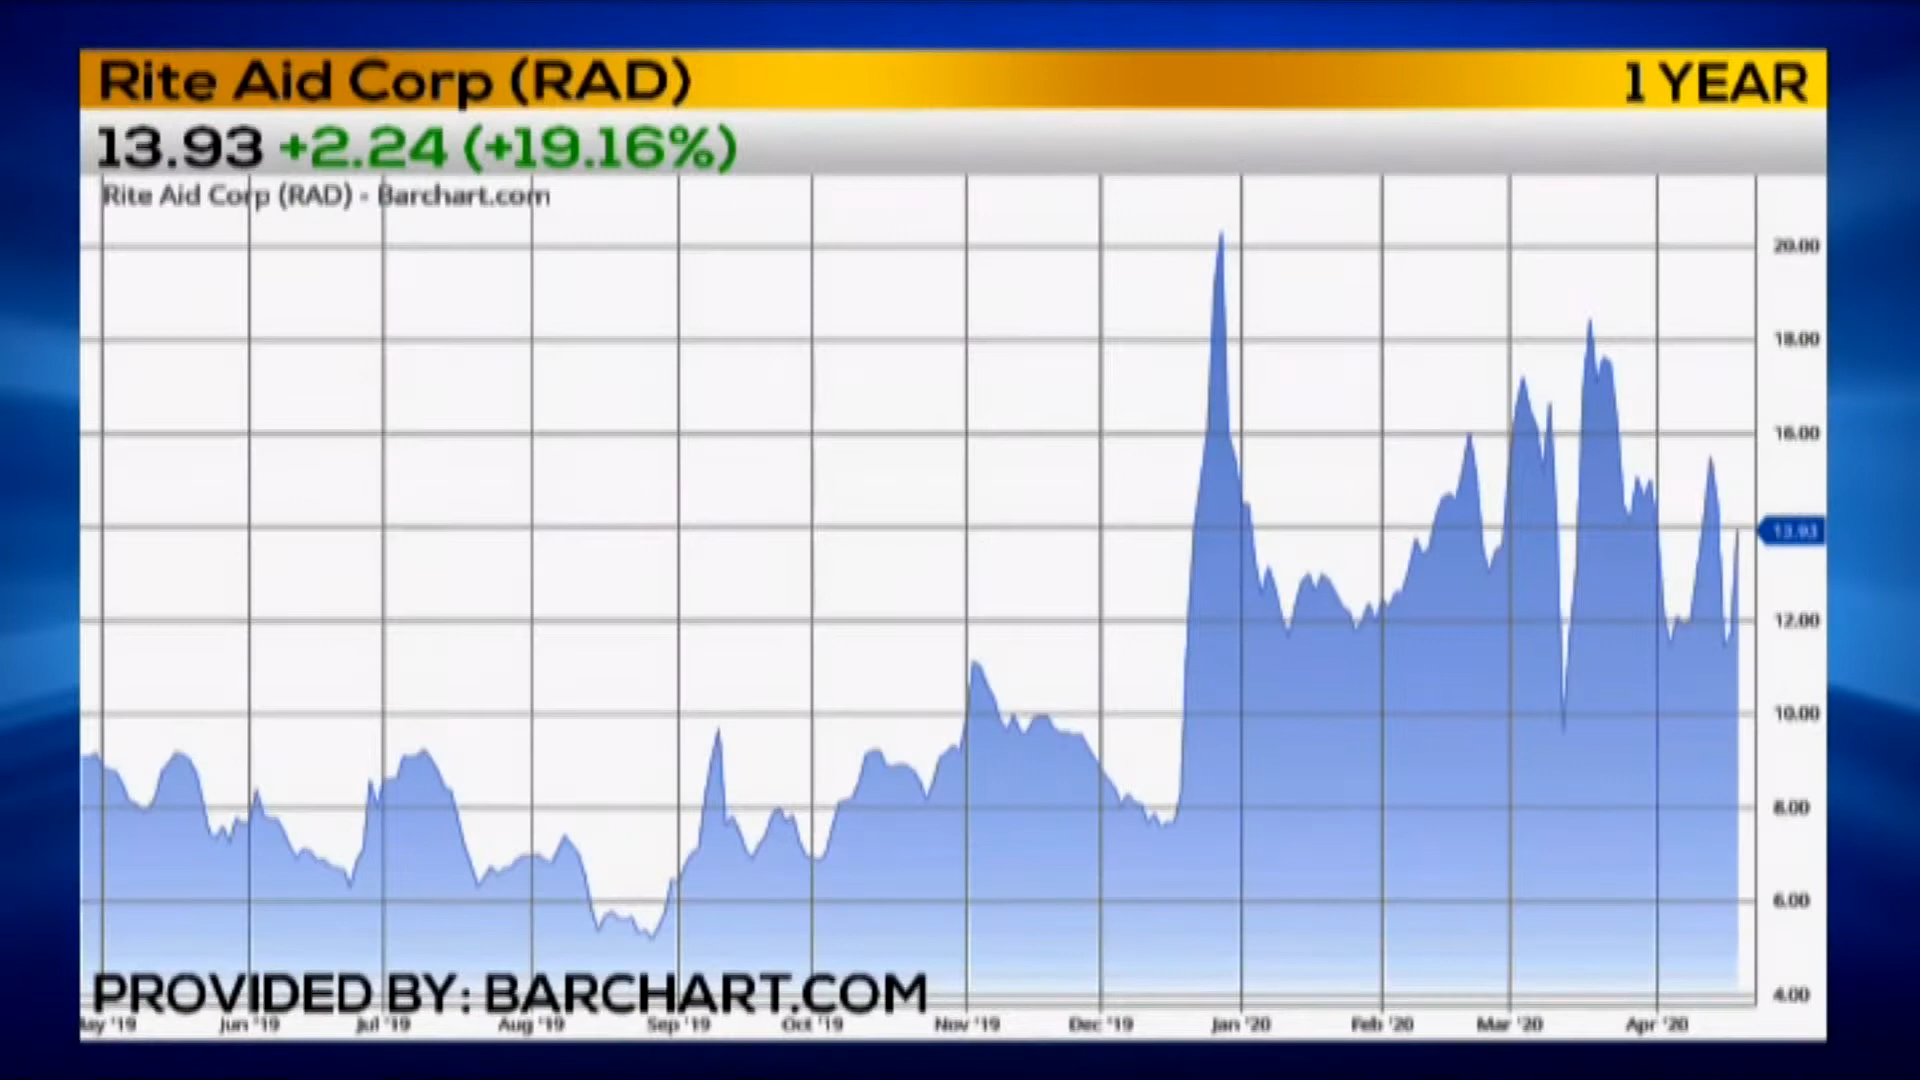 Rite Aid Corp (RAD)
1 YEAR
13.93 +2.24 (+19.16%)
Rite Aid Corp (RAD) - Barchart.com
20.00
18.00
16.00
13.93
12.00
10.00
8.00
6.00
4.00
PROVIDED BY: BARCHART.COM
May '19 Jun '19 Jul '19 Aug '19 Sep '19 Oct '19 Nov '19 Dec '19 Jan '20 Feb '20 Mar '20 Apr '20